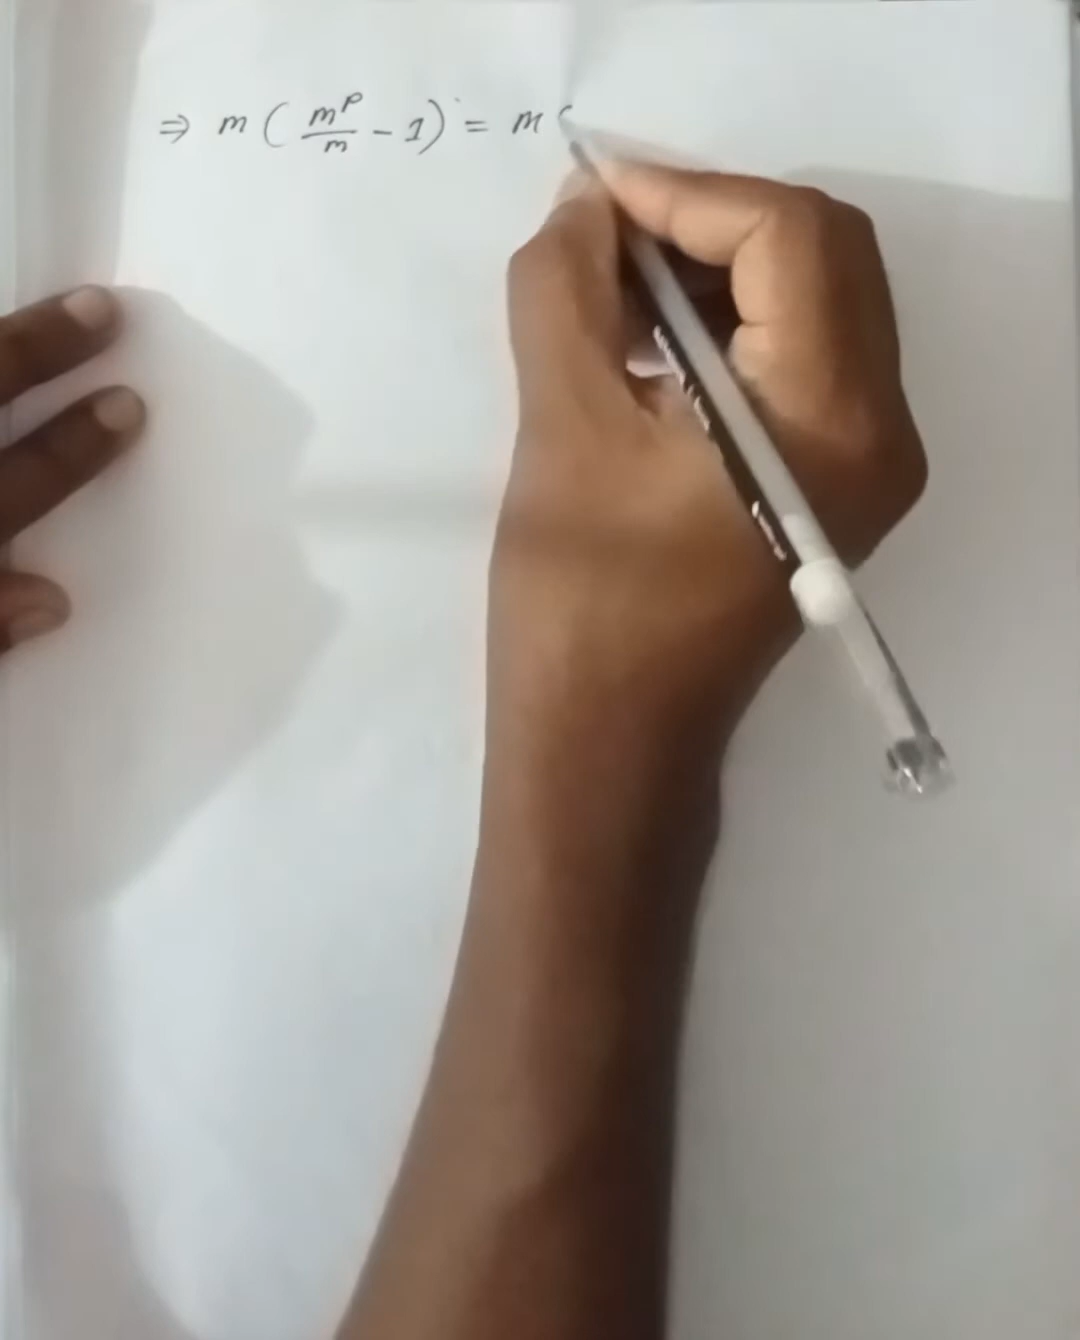 ⇒ m ( m^p/m - 1 ) = m (